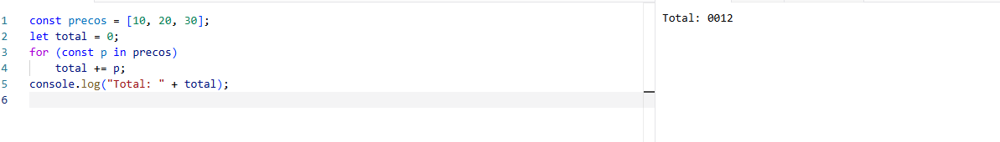 1 const precos = [10, 20, 30];
2 let total = 0;
3 for (const p in precos)
4     total += p;
5 console.log("Total: " + total);
6
Total: 0012